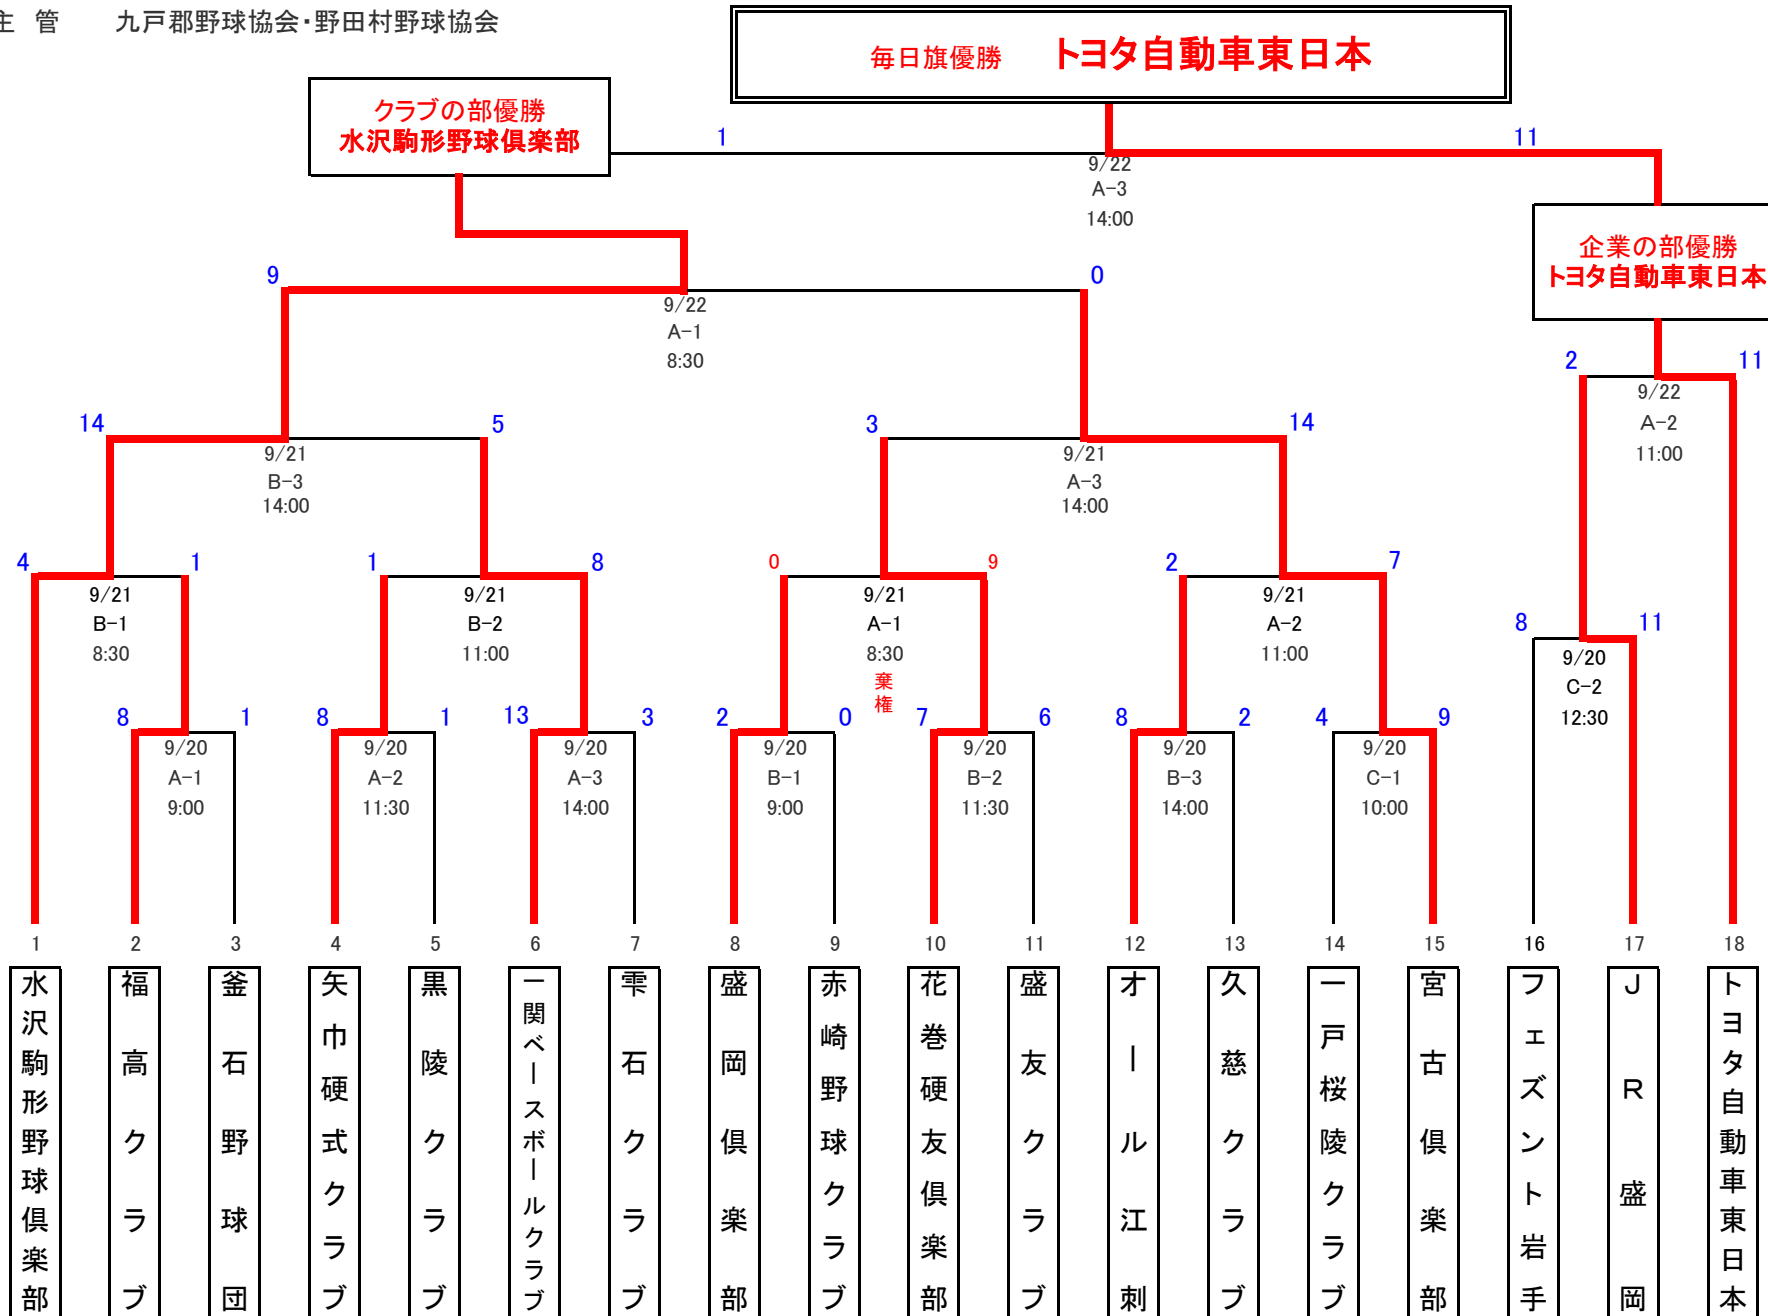 主 管 九戸郡野球協会・野田村野球協会
毎日旗優勝 トヨタ自動車東日本
クラブの部優勝
水沢駒形野球倶楽部
1
11
9/22
A-3
14:00
企業の部優勝
トヨタ自動車東日本
9
0
9/22
A-1
8:30
2
11
9/22
A-2
11:00
14
5
9/21
B-3
14:00
3
14
9/21
A-3
14:00
4
1
9/21
B-1
8:30
1
8
9/21
B-2
11:00
0
9
9/21
A-1
8:30
棄権
2
7
9/21
A-2
11:00
8
11
9/20
C-2
12:30
8
1
9/20
A-1
9:00
8
1
9/20
A-2
11:30
13
3
9/20
A-3
14:00
2
0
9/20
B-1
9:00
7
6
9/20
B-2
11:30
8
2
9/20
B-3
14:00
4
9
9/20
C-1
10:00
1
水沢駒形野球倶楽部
2
福高クラブ
3
釜石野球団
4
矢巾硬式クラブ
5
黒陵クラブ
6
一関ベースボールクラブ
7
雫石クラブ
8
盛岡倶楽部
9
赤崎野球クラブ
10
花巻硬友倶楽部
11
盛友クラブ
12
オール江刺
13
久慈クラブ
14
一戸桜陵クラブ
15
宮古倶楽部
16
フェズント岩手
17
JR盛岡
18
トヨタ自動車東日本